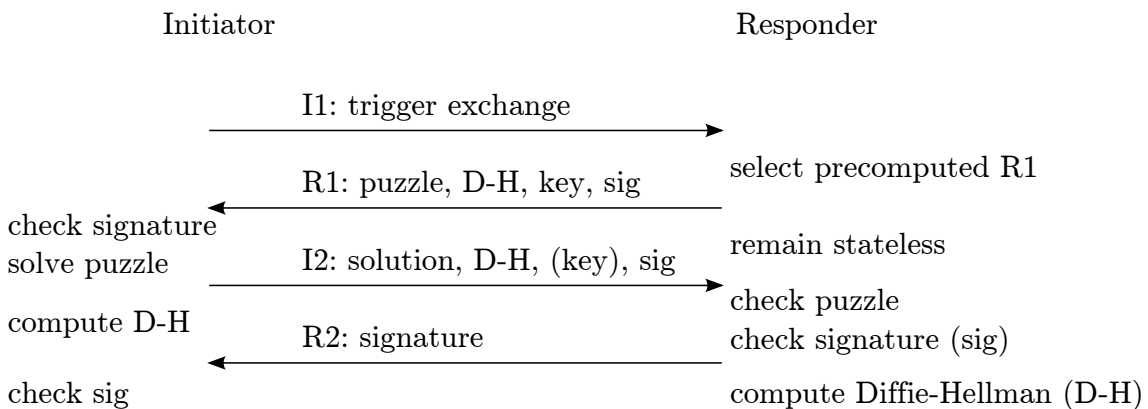 Initiator
Responder
I1: trigger exchange
select precomputed R1
R1: puzzle, D-H, key, sig
check signature
remain stateless
solve puzzle
I2: solution, D-H, (key), sig
check puzzle
compute D-H
R2: signature
check signature (sig)
check sig
compute Diffie-Hellman (D-H)